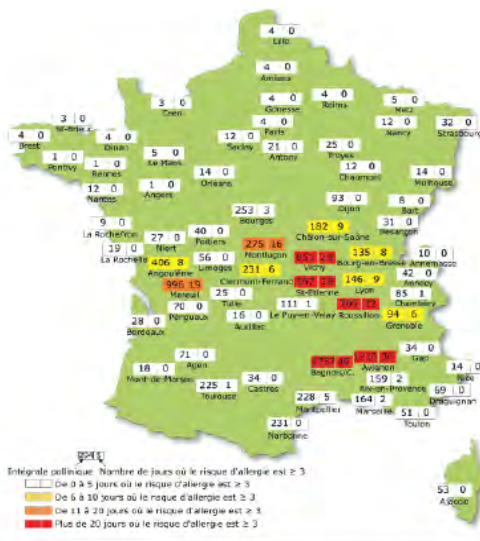 4 0
Lille
4 0
Amiens
3 0
Caen
4 0
Gonesse
4 0
Reims
5 0
Metz
3 0
St-Brieuc
4 0
Brest
4 0
Dinan
4 0
Paris
12 0
Nancy
32 0
Strasbourg
1 0
Pontivy
1 0
Rennes
5 0
Le Mans
12 0
Saclay
21 0
Antony
25 0
Troyes
12 0
Chaumont
14 0
Mulhouse
12 0
Nantes
1 0
Angers
14 0
Orléans
93 0
Dijon
8 0
Bart
9 0
La Roche/Yon
27 0
Niort
40 0
Poitiers
253 3
Bourges
182 9
Châlon-sur-Saône
31 0
Besançon
19 0
La Rochelle
406 8
Angoulême
56 0
Limoges
275 16
Montluçon
Vichy
135 8
Bourg-en-Bresse
10 0
Annemasse
996 19
Mareuil
25 0
Tulle
231 6
Clermont-Ferrand
St-Etienne
146 9
Lyon
42 0
Annecy
85 1
Chambéry
28 0
Bordeaux
70 0
Périgueux
16 0
Aurillac
111 1
Le Puy-en-Velay
Roussillon
94 6
Grenoble
71 0
Agen
34 0
Gap
18 0
Mont-de-Marsan
225 1
Toulouse
34 0
Castres
Bagnols/C.
Avignon
159 2
Aix-en-Provence
14 0
Nice
69 0
Draguignan
228 5
Montpellier
164 2
Marseille
51 0
Toulon
231 0
Narbonne
53 0
Ajaccio
Intégrale pollinique Nombre de jours où le risque d'allergie est ≥ 3
De 0 à 5 jours où le risque d'allergie est ≥ 3
De 6 à 10 jours où le risque d'allergie est ≥ 3
De 11 à 20 jours où le risque d'allergie est ≥ 3
Plus de 20 jours où le risque d'allergie est ≥ 3